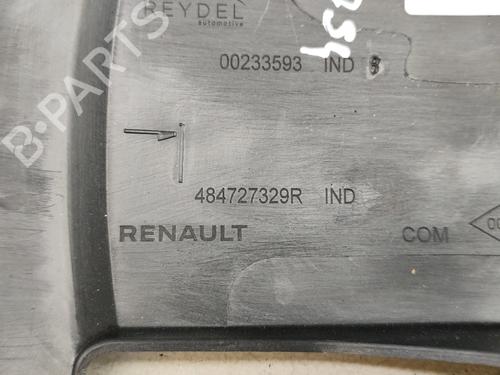 REYDEL
automotive
00233593 IND
484727329R IND
RENAULT COM
B-PARTS